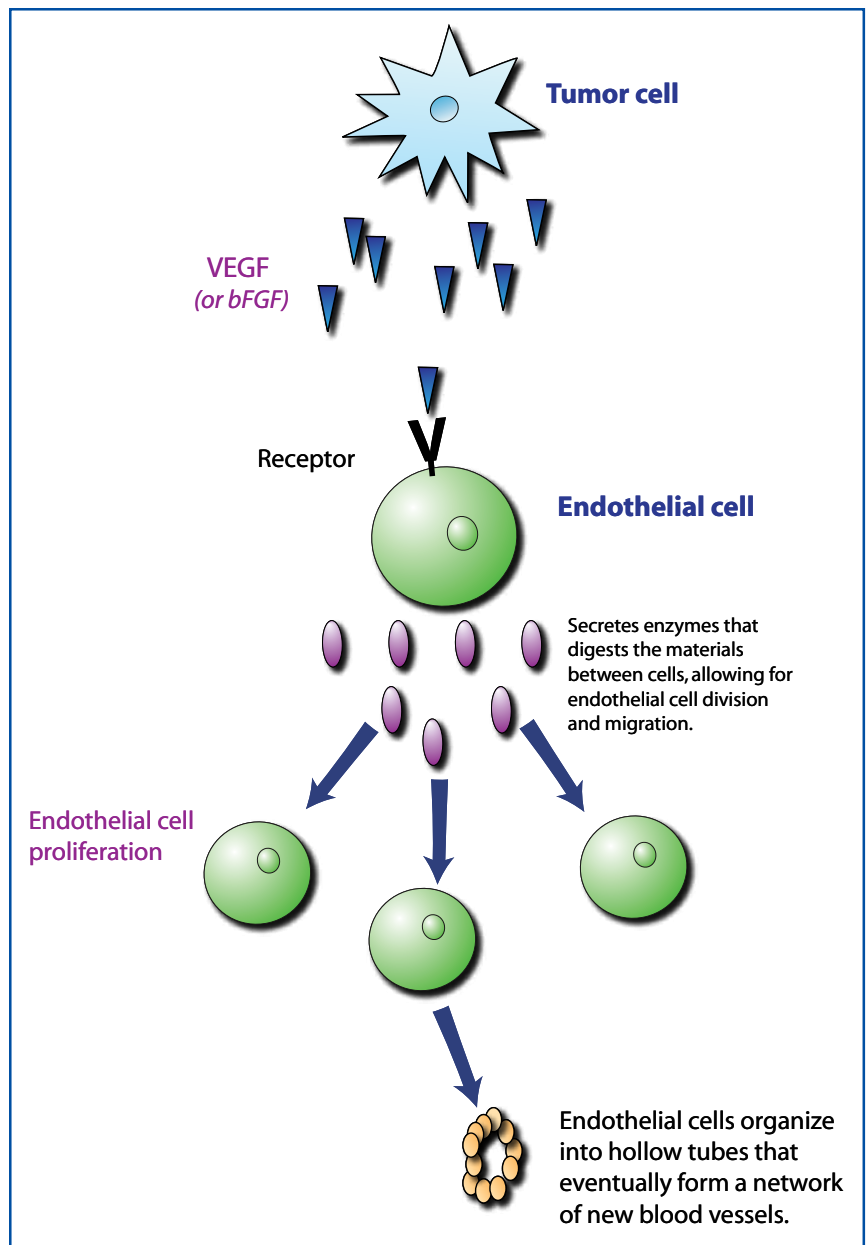 Tumor cell
VEGF
(or bFGF)
Receptor
Endothelial cell
Secretes enzymes that
digests the materials
between cells, allowing for
endothelial cell division
and migration.
Endothelial cell
proliferation
Endothelial cells organize
into hollow tubes that
eventually form a network
of new blood vessels.